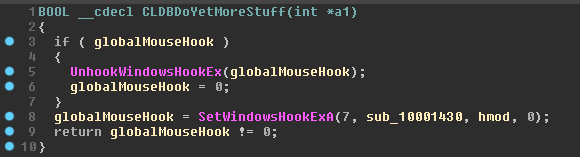 1 BOOL __cdecl CLDBDoYetMoreStuff(int *a1)
2 {
3   if ( globalMouseHook )
4   {
5     UnhookWindowsHookEx(globalMouseHook);
6     globalMouseHook = 0;
7   }
8   globalMouseHook = SetWindowsHookExA(7, sub_10001430, hmod, 0);
9   return globalMouseHook != 0;
10 }